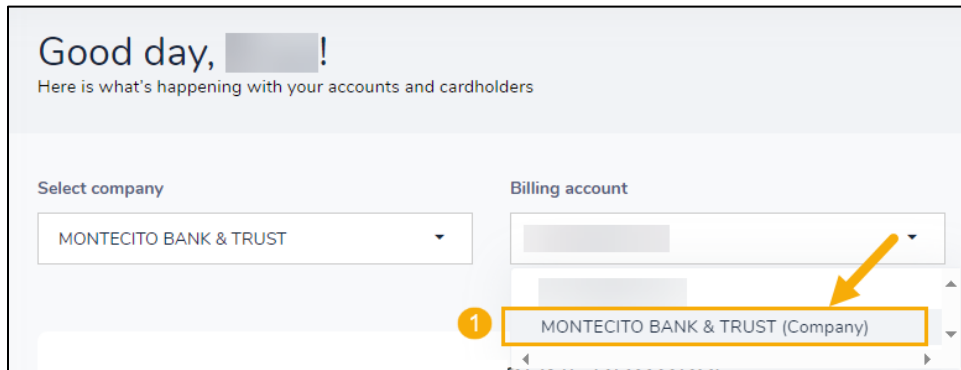 Good day, !
Here is what's happening with your accounts and cardholders
Select company
Billing account
MONTECITO BANK & TRUST
1
MONTECITO BANK & TRUST (Company)